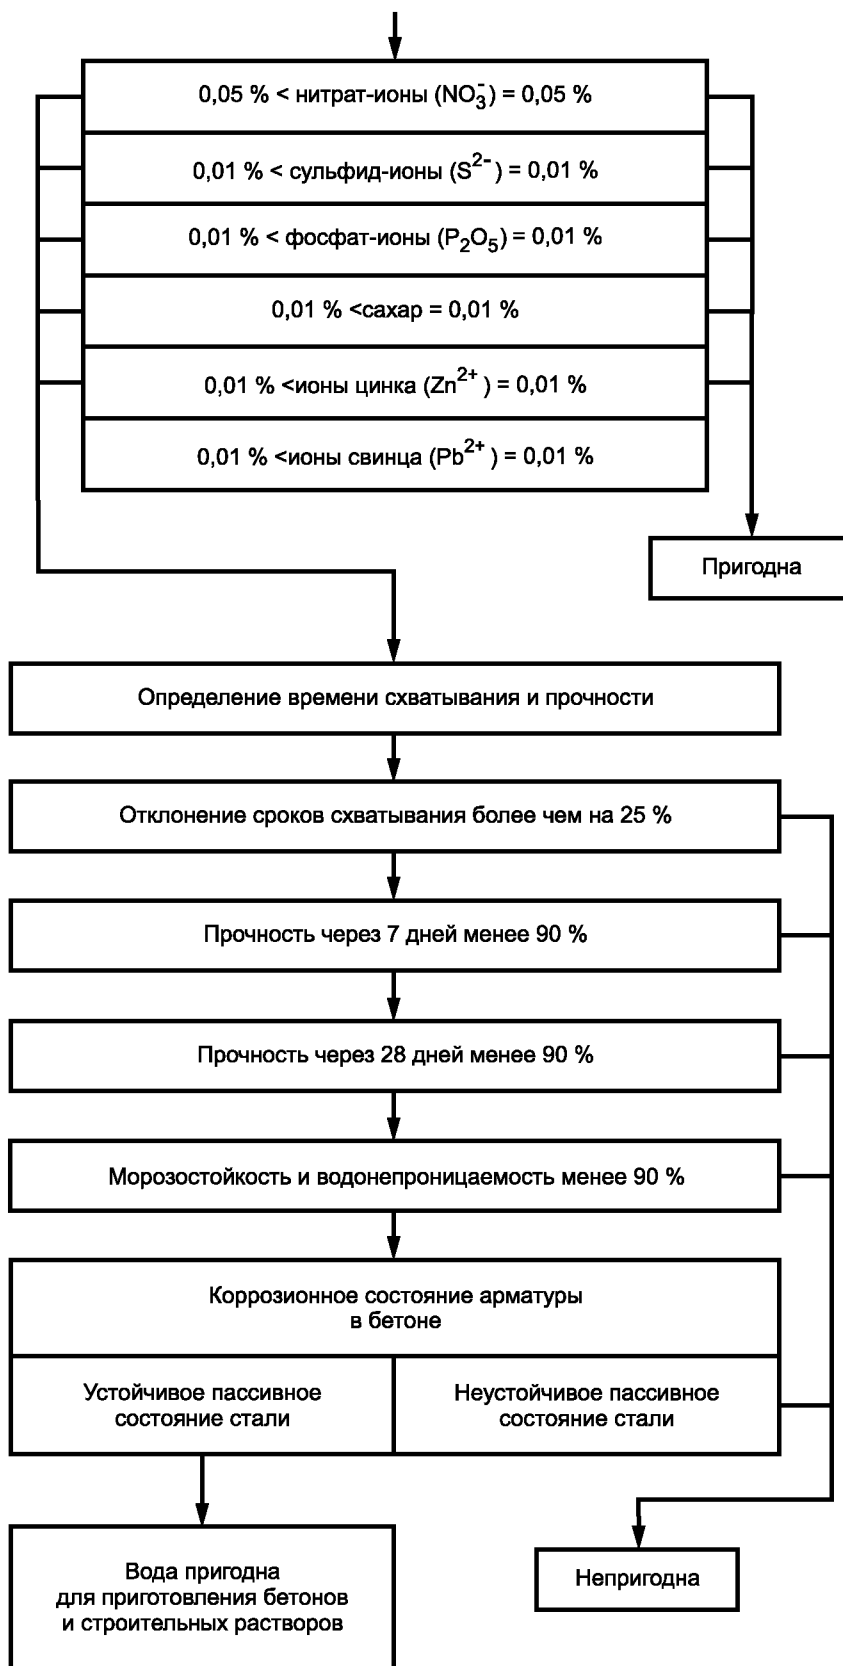 0,05 % < нитрат-ионы (NO₃⁻) = 0,05 %
0,01 % < сульфид-ионы (S²⁻) = 0,01 %
0,01 % < фосфат-ионы (P₂O₅) = 0,01 %
0,01 % <сахар = 0,01 %
0,01 % <ионы цинка (Zn²⁺) = 0,01 %
0,01 % <ионы свинца (Pb²⁺) = 0,01 %
Пригодна
Определение времени схватывания и прочности
Отклонение сроков схватывания более чем на 25 %
Прочность через 7 дней менее 90 %
Прочность через 28 дней менее 90 %
Морозостойкость и водонепроницаемость менее 90 %
Коррозионное состояние арматуры
в бетоне
Устойчивое пассивное
состояние стали
Неустойчивое пассивное
состояние стали
Вода пригодна
для приготовления бетонов
и строительных растворов
Непригодна